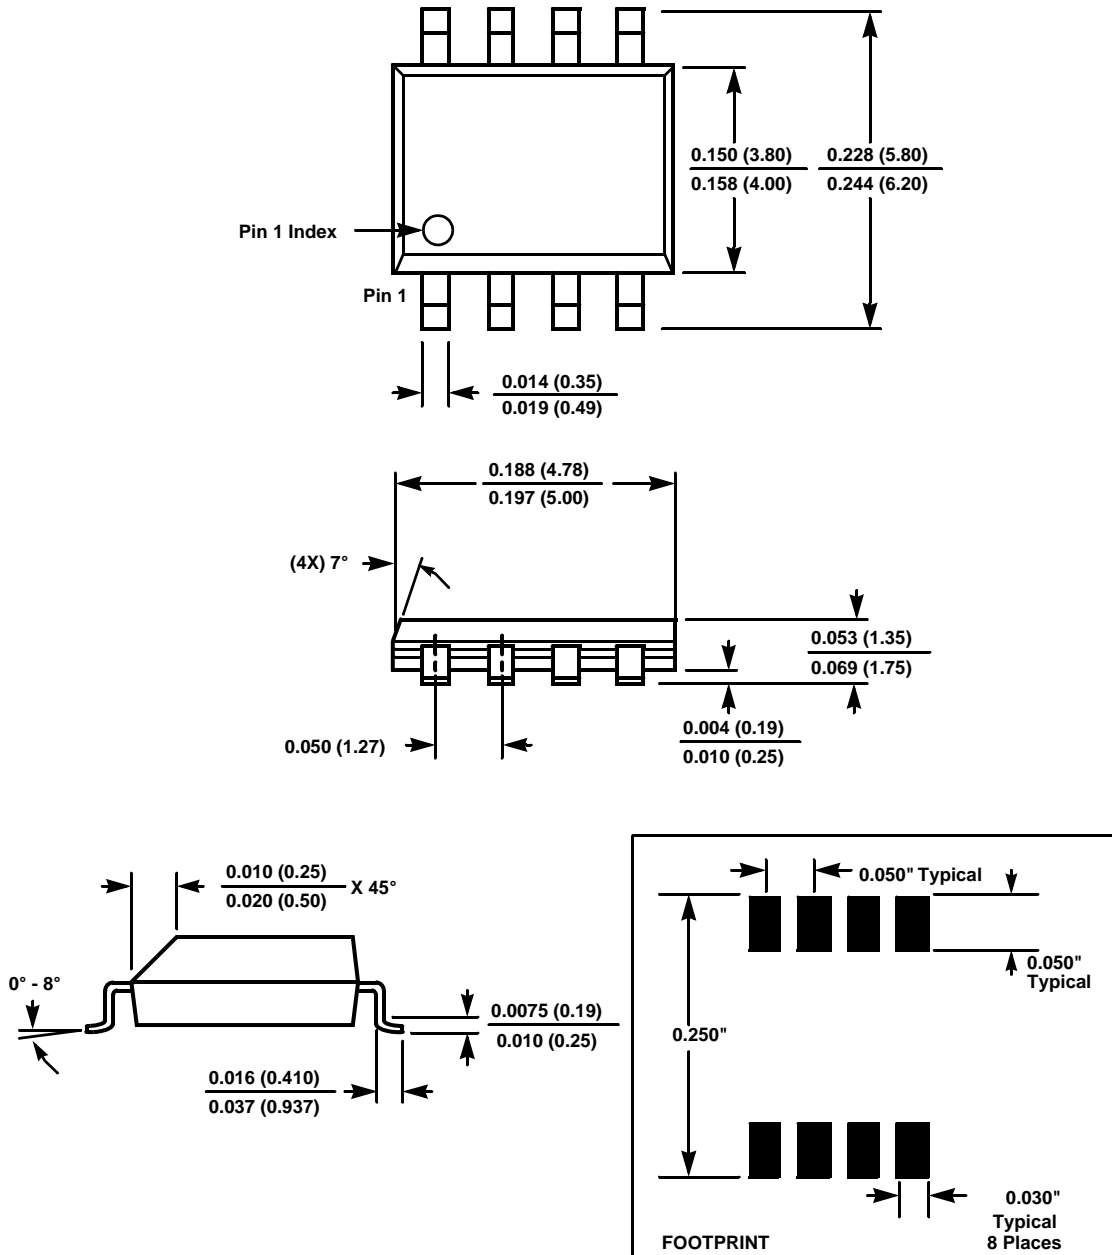 0.150 (3.80)
0.158 (4.00)
0.228 (5.80)
0.244 (6.20)
Pin 1 Index
Pin 1
0.014 (0.35)
0.019 (0.49)
0.188 (4.78)
0.197 (5.00)
(4X) 7°
0.053 (1.35)
0.069 (1.75)
0.004 (0.19)
0.010 (0.25)
0.050 (1.27)
0.010 (0.25)
0.020 (0.50)
X 45°
0° - 8°
0.0075 (0.19)
0.010 (0.25)
0.016 (0.410)
0.037 (0.937)
0.050" Typical
0.050"
Typical
0.250"
0.030"
Typical
8 Places
FOOTPRINT